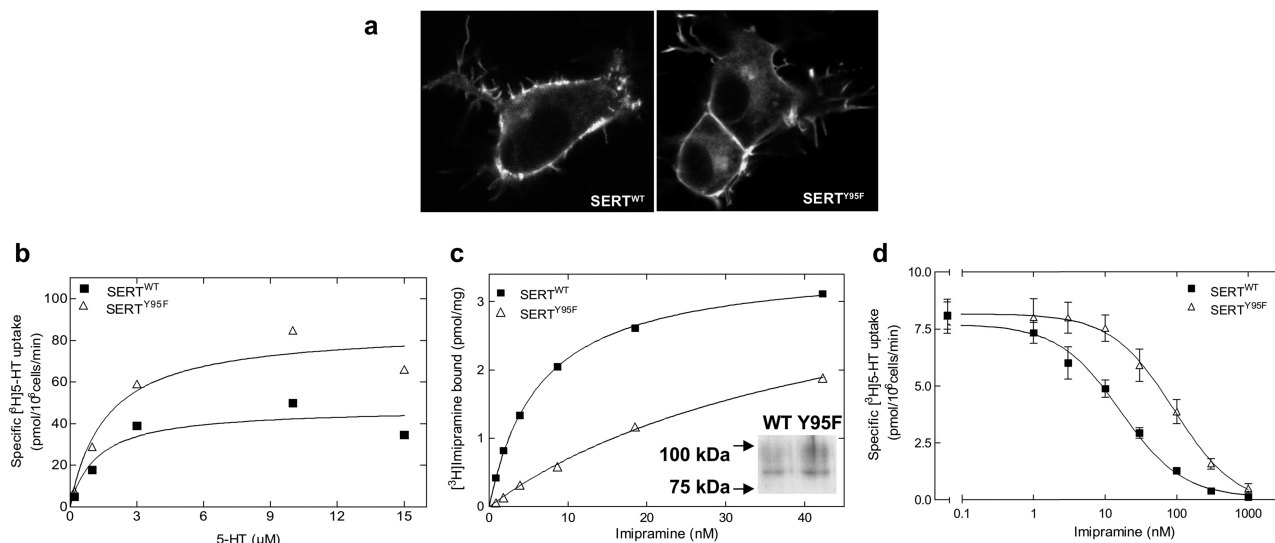 a
SERT^WT
SERT^Y95F
b
SERT^WT
SERT^Y95F
Specific [³H]5-HT uptake
(pmol/10⁶cells/min)
100
80
60
40
20
0
0
3
6
9
12
15
5-HT (µM)
c
SERT^WT
SERT^Y95F
[³H]Imipramine bound (pmol/mg)
3
2
1
0
0
10
20
30
40
Imipramine (nM)
WT Y95F
100 kDa
75 kDa
d
SERT^WT
SERT^Y95F
Specific [³H]5-HT uptake
(pmol/10⁶cells/min)
10.0
7.5
5.0
2.5
0.0
0.1
1
10
100
1000
Imipramine (nM)